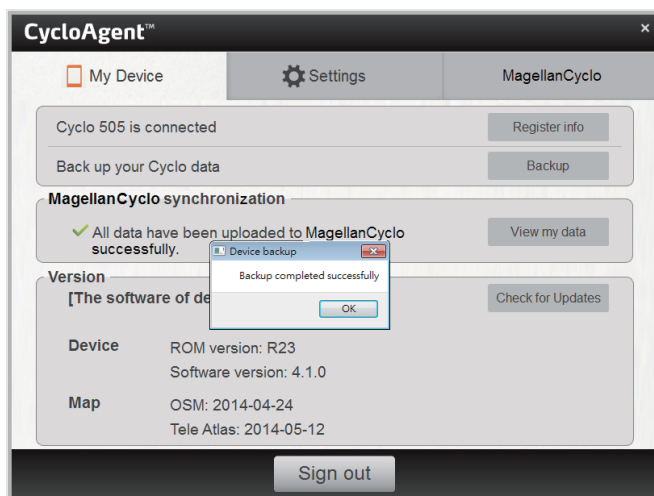 CycloAgent™
×
My Device
Settings
MagellanCyclo
Cyclo 505 is connected
Register info
Back up your Cyclo data
Backup
MagellanCyclo synchronization
All data have been uploaded to MagellanCyclo
successfully.
View my data
Device backup
Backup completed successfully
OK
Version
[The software of de
Check for Updates
Device
ROM version: R23
Software version: 4.1.0
Map
OSM: 2014-04-24
Tele Atlas: 2014-05-12
Sign out